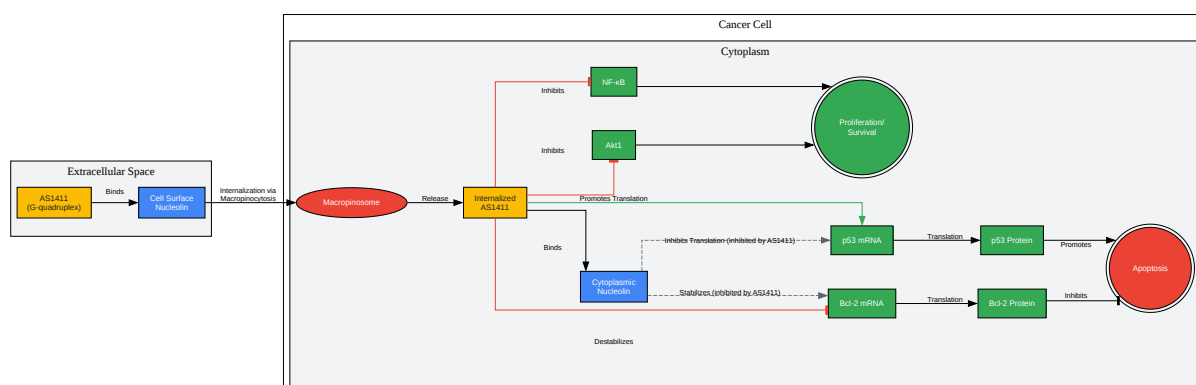 Cancer Cell
Cytoplasm
Extracellular Space
AS1411
(G-quadruplex)
Binds
Cell Surface
Nucleolin
Internalization via
Macropinocytosis
Macropinosome
Release
Internalized
AS1411
Inhibits
NF-κB
Inhibits
Akt1
Proliferation/
Survival
Promotes Translation
Binds
Cytoplasmic
Nucleolin
Inhibits Translation (inhibited by AS1411)
Stabilizes (inhibited by AS1411)
Destabilizes
p53 mRNA
Translation
p53 Protein
Promotes
Bcl-2 mRNA
Translation
Bcl-2 Protein
Inhibits
Apoptosis